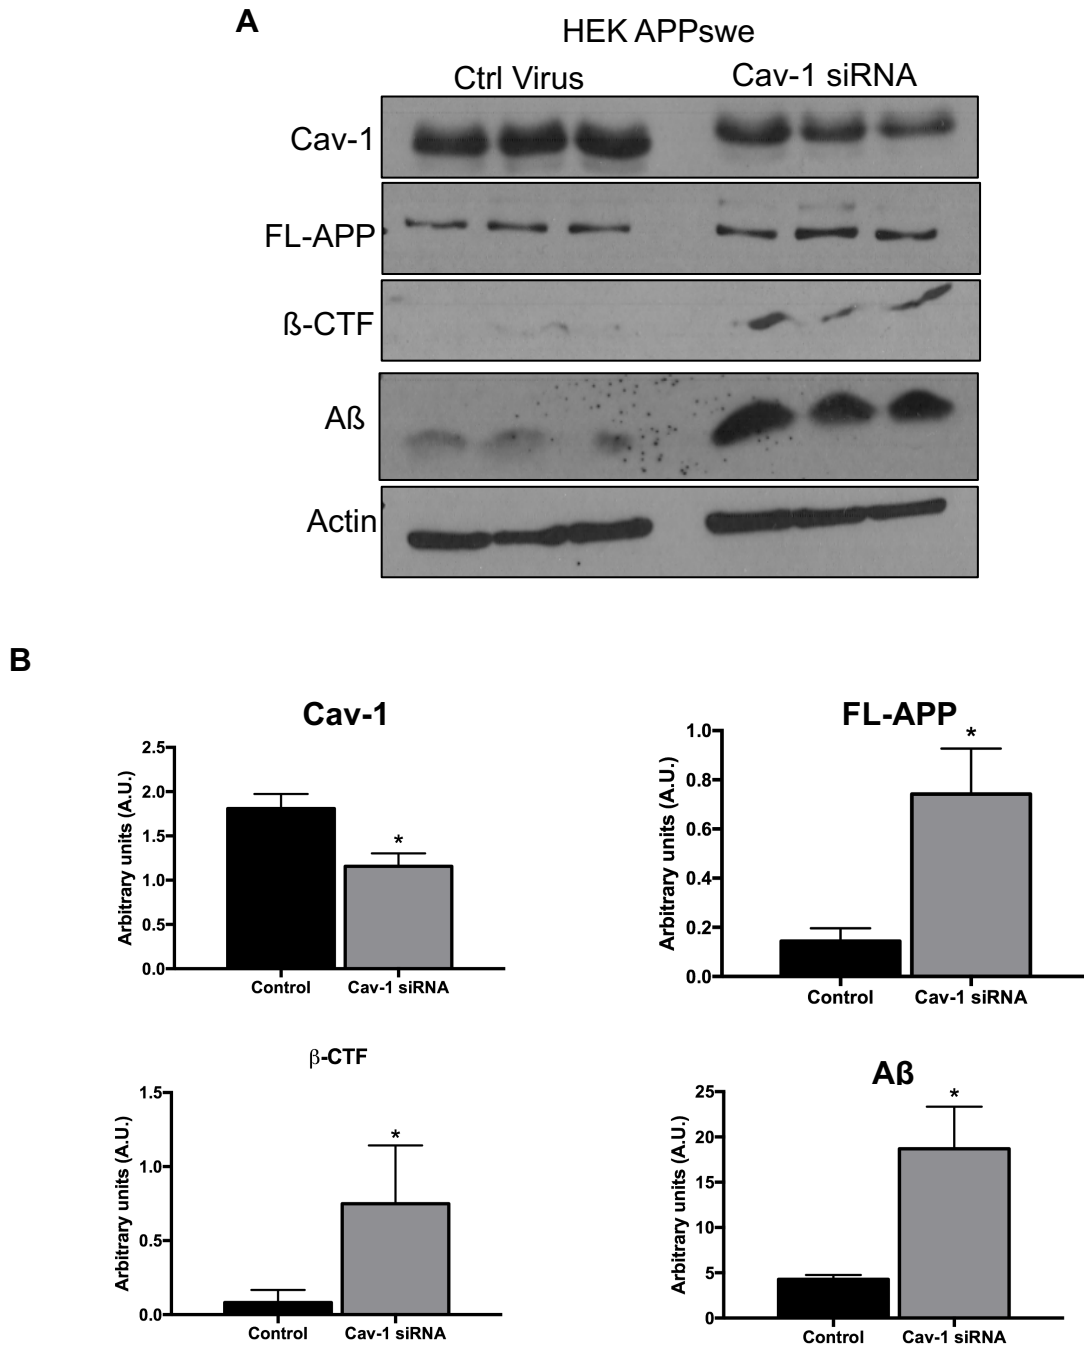 A
HEK APPswe
Ctrl Virus
Cav-1 siRNA
Cav-1
FL-APP
ß-CTF
Aß
Actin
B
Cav-1
Arbitrary units (A.U.)
2.5
2.0
1.5
1.0
0.5
0.0
*
Control
Cav-1 siRNA
FL-APP
Arbitrary units (A.U.)
1.0
0.8
0.6
0.4
0.2
0.0
*
Control
Cav-1 siRNA
β-CTF
Arbitrary units (A.U.)
1.5
1.0
0.5
0.0
*
Control
Cav-1 siRNA
Aß
Arbitrary units (A.U.)
25
20
15
10
5
0
*
Control
Cav-1 siRNA